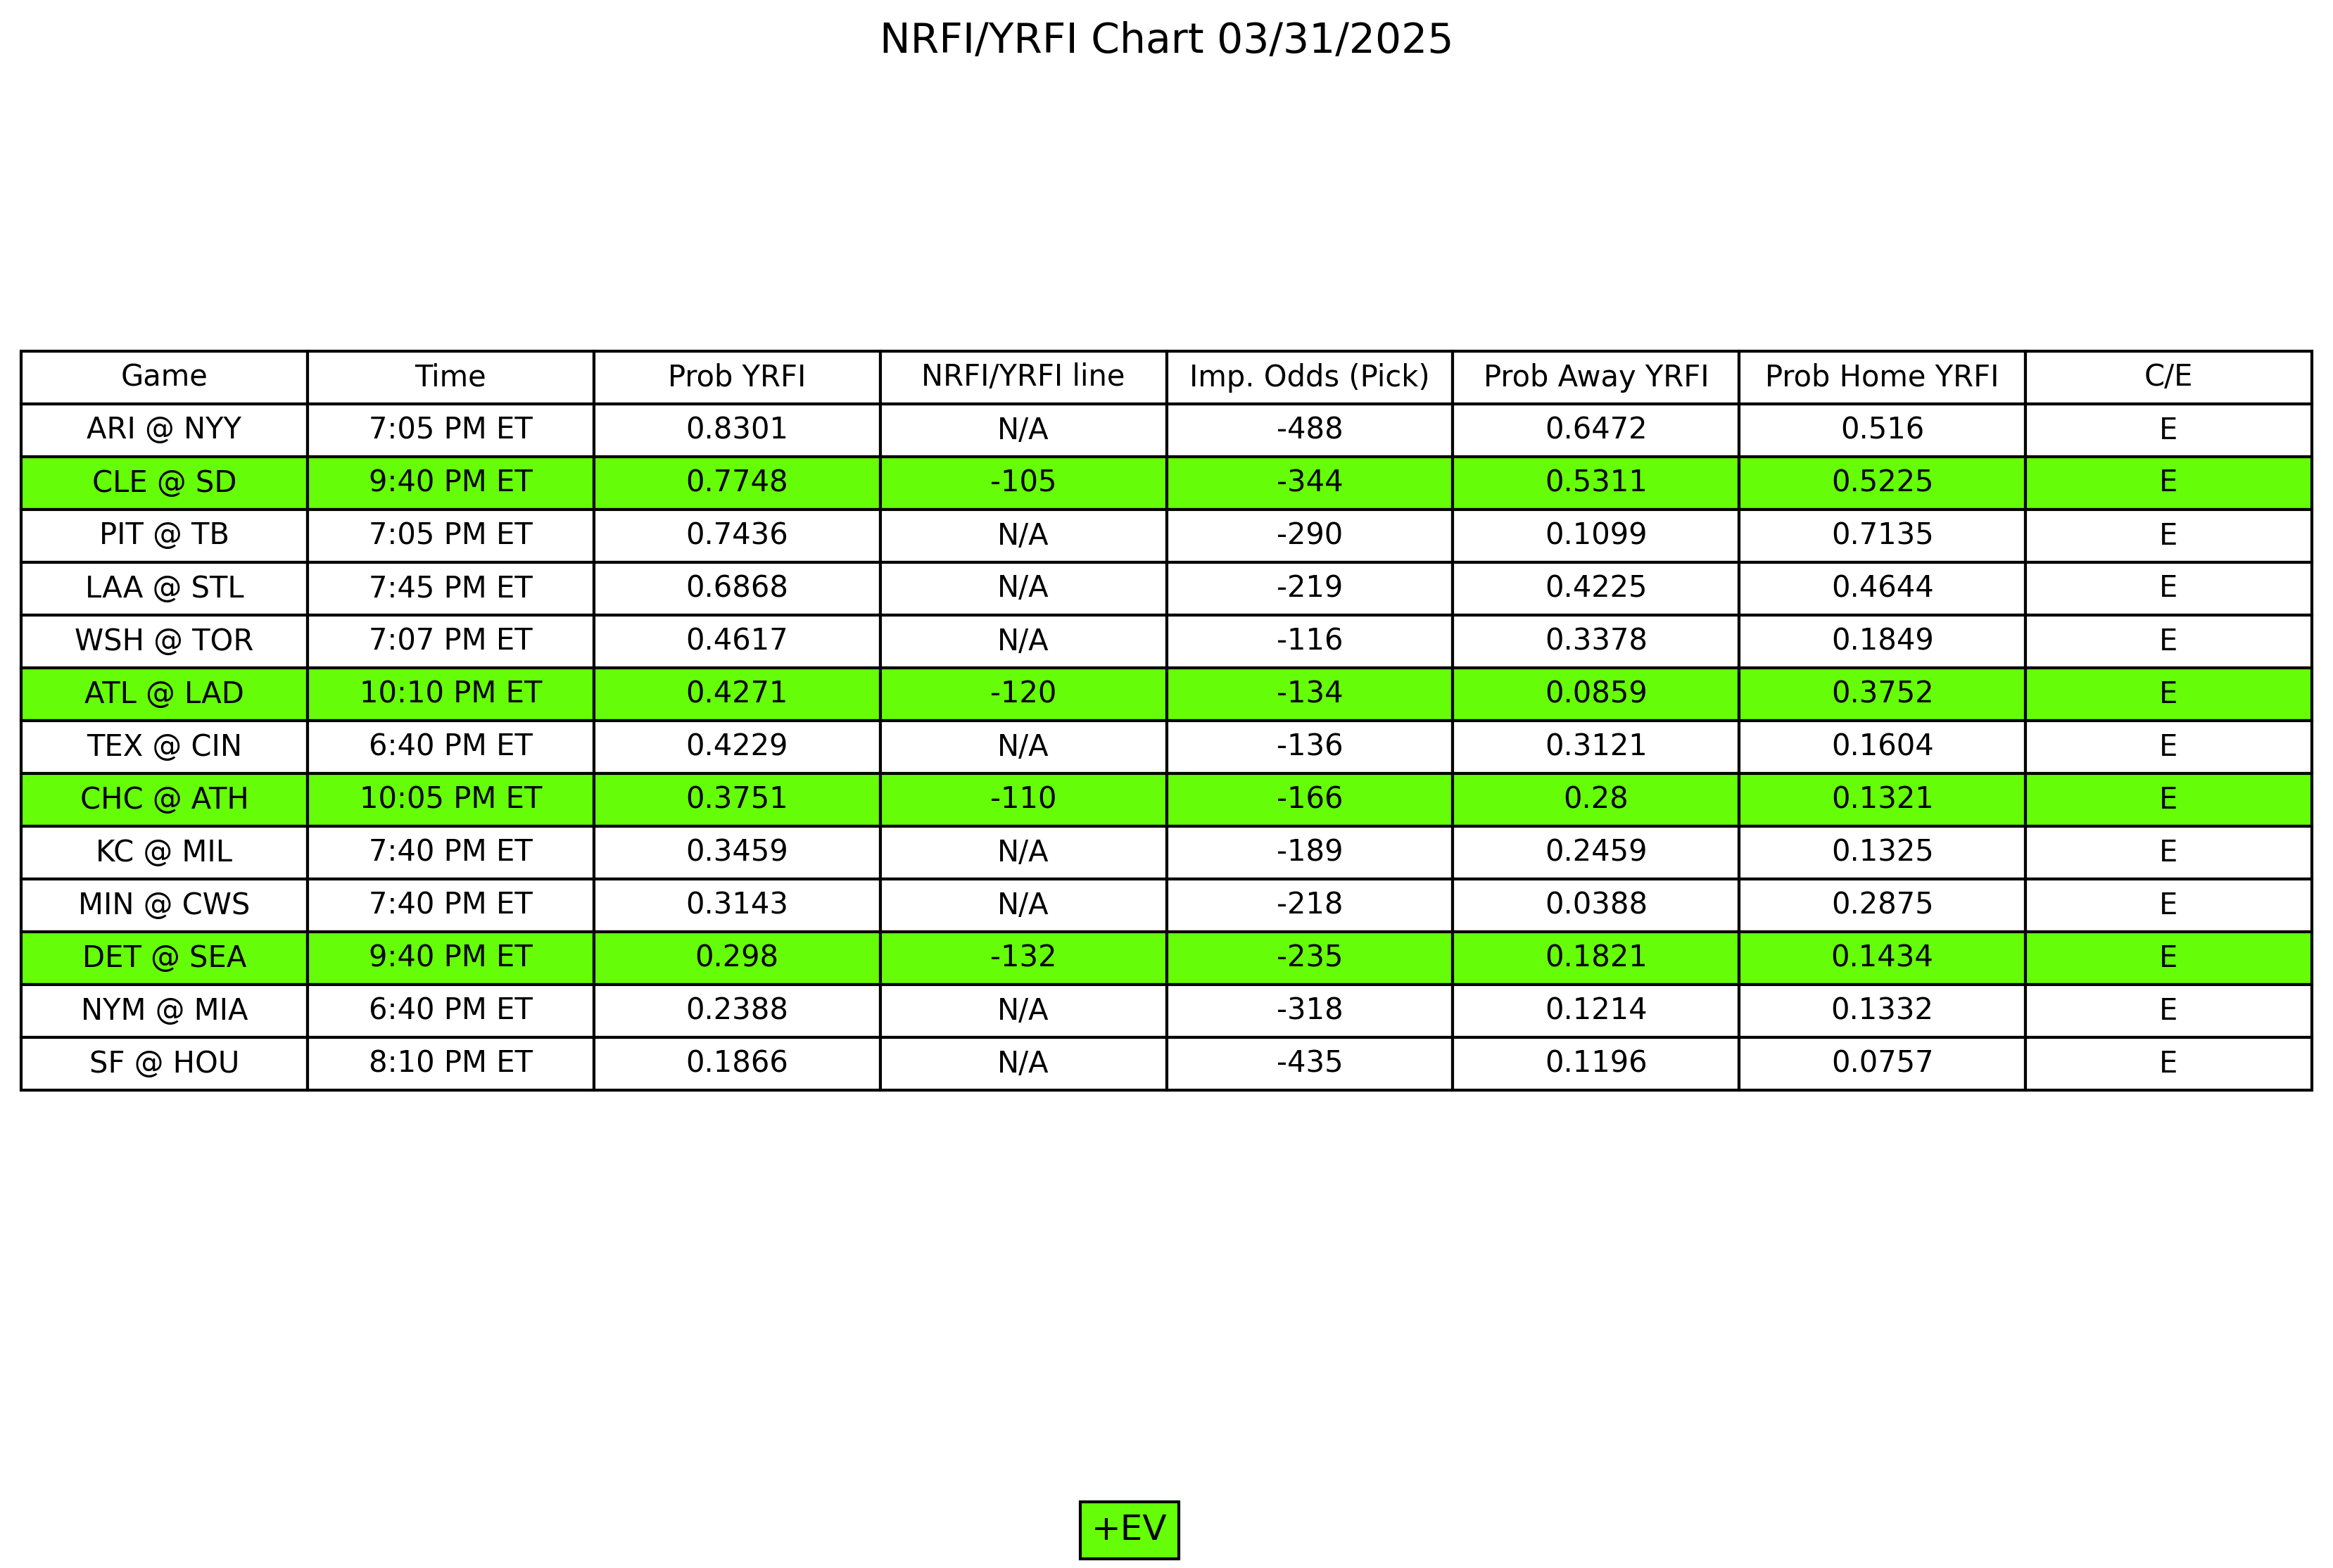 NRFI/YRFI Chart 03/31/2025
Game Time Prob YRFI NRFI/YRFI line Imp. Odds (Pick) Prob Away YRFI Prob Home YRFI C/E
ARI @ NYY 7:05 PM ET 0.8301 N/A -488 0.6472 0.516 E
CLE @ SD 9:40 PM ET 0.7748 -105 -344 0.5311 0.5225 E
PIT @ TB 7:05 PM ET 0.7436 N/A -290 0.1099 0.7135 E
LAA @ STL 7:45 PM ET 0.6868 N/A -219 0.4225 0.4644 E
WSH @ TOR 7:07 PM ET 0.4617 N/A -116 0.3378 0.1849 E
ATL @ LAD 10:10 PM ET 0.4271 -120 -134 0.0859 0.3752 E
TEX @ CIN 6:40 PM ET 0.4229 N/A -136 0.3121 0.1604 E
CHC @ ATH 10:05 PM ET 0.3751 -110 -166 0.28 0.1321 E
KC @ MIL 7:40 PM ET 0.3459 N/A -189 0.2459 0.1325 E
MIN @ CWS 7:40 PM ET 0.3143 N/A -218 0.0388 0.2875 E
DET @ SEA 9:40 PM ET 0.298 -132 -235 0.1821 0.1434 E
NYM @ MIA 6:40 PM ET 0.2388 N/A -318 0.1214 0.1332 E
SF @ HOU 8:10 PM ET 0.1866 N/A -435 0.1196 0.0757 E
+EV